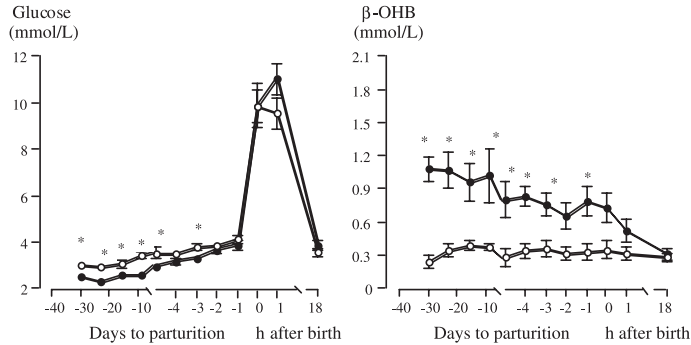 Glucose
(mmol/L)
12
10
8
6
4
2
* * * * * *
-40 -30 -20 -10 -4 -2 -1 0 1 18
Days to parturition h after birth
β-OHB
(mmol/L)
2.1
1.8
1.5
1.2
0.9
0.6
0.3
0
* * * * * * * *
-40 -30 -20 -10 -4 -3 -2 -1 0 1 18
Days to parturition h after birth